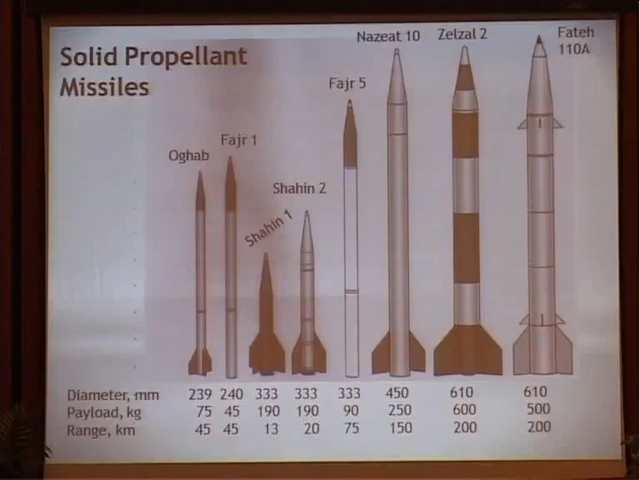 Solid Propellant
Missiles
Nazeat 10
Zelzal 2
Fateh
110A
Fajr 5
Fajr 1
Oghab
Shahin 2
Shahin 1
Diameter, mm 239 240 333 333 333 450 610 610
Payload, kg 75 45 190 190 90 250 600 500
Range, km 45 45 13 20 75 150 200 200